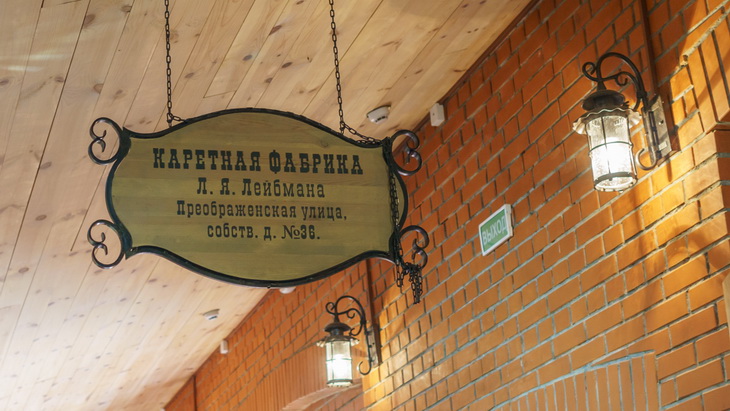 КАРЕТНАЯ ФАБРИКА
Л. Я. Лейбмана
Преображенская улица,
собств. д. №36.
ВЫХОД